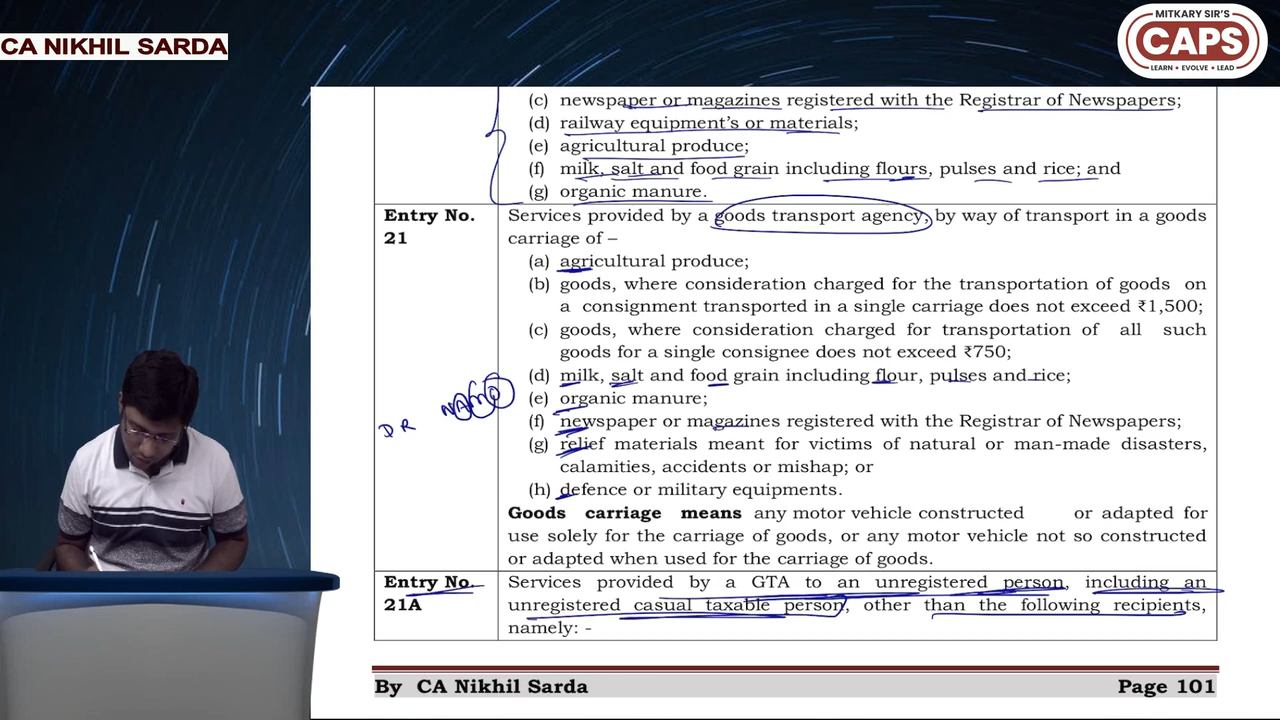 CA NIKHIL SARDA
MITKARY SIR'S
CAPS
LEARN • EVOLVE • LEAD
(c) newspaper or magazines registered with the Registrar of Newspapers;
(d) railway equipment's or materials;
(e) agricultural produce;
(f) milk, salt and food grain including flours, pulses and rice; and
(g) organic manure.
Entry No. 21
Services provided by a goods transport agency, by way of transport in a goods
carriage of –
(a) agricultural produce;
(b) goods, where consideration charged for the transportation of goods on
a consignment transported in a single carriage does not exceed ₹1,500;
(c) goods, where consideration charged for transportation of all such
goods for a single consignee does not exceed ₹750;
(d) milk, salt and food grain including flour, pulses and rice;
(e) organic manure;
(f) newspaper or magazines registered with the Registrar of Newspapers;
(g) relief materials meant for victims of natural or man-made disasters,
calamities, accidents or mishap; or
(h) defence or military equipments.
DR
Goods carriage means any motor vehicle constructed or adapted for
use solely for the carriage of goods, or any motor vehicle not so constructed
or adapted when used for the carriage of goods.
Entry No. 21A
Services provided by a GTA to an unregistered person, including an
unregistered casual taxable person, other than the following recipients,
namely: -
By CA Nikhil Sarda
Page 101